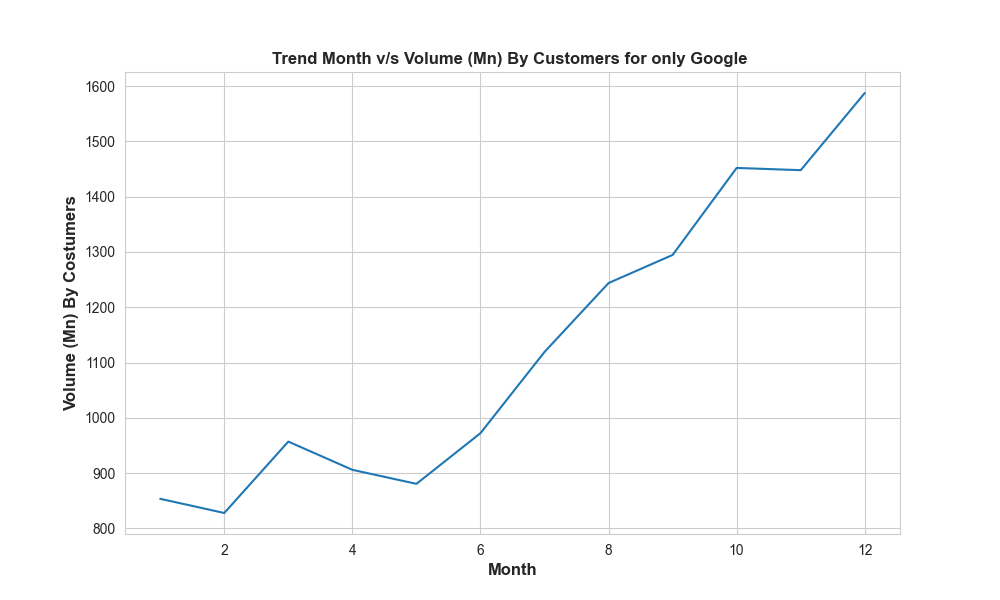 Trend Month v/s Volume (Mn) By Customers for only Google
Volume (Mn) By Costumers
1600
1500
1400
1300
1200
1100
1000
900
800
2 4 6 8 10 12
Month